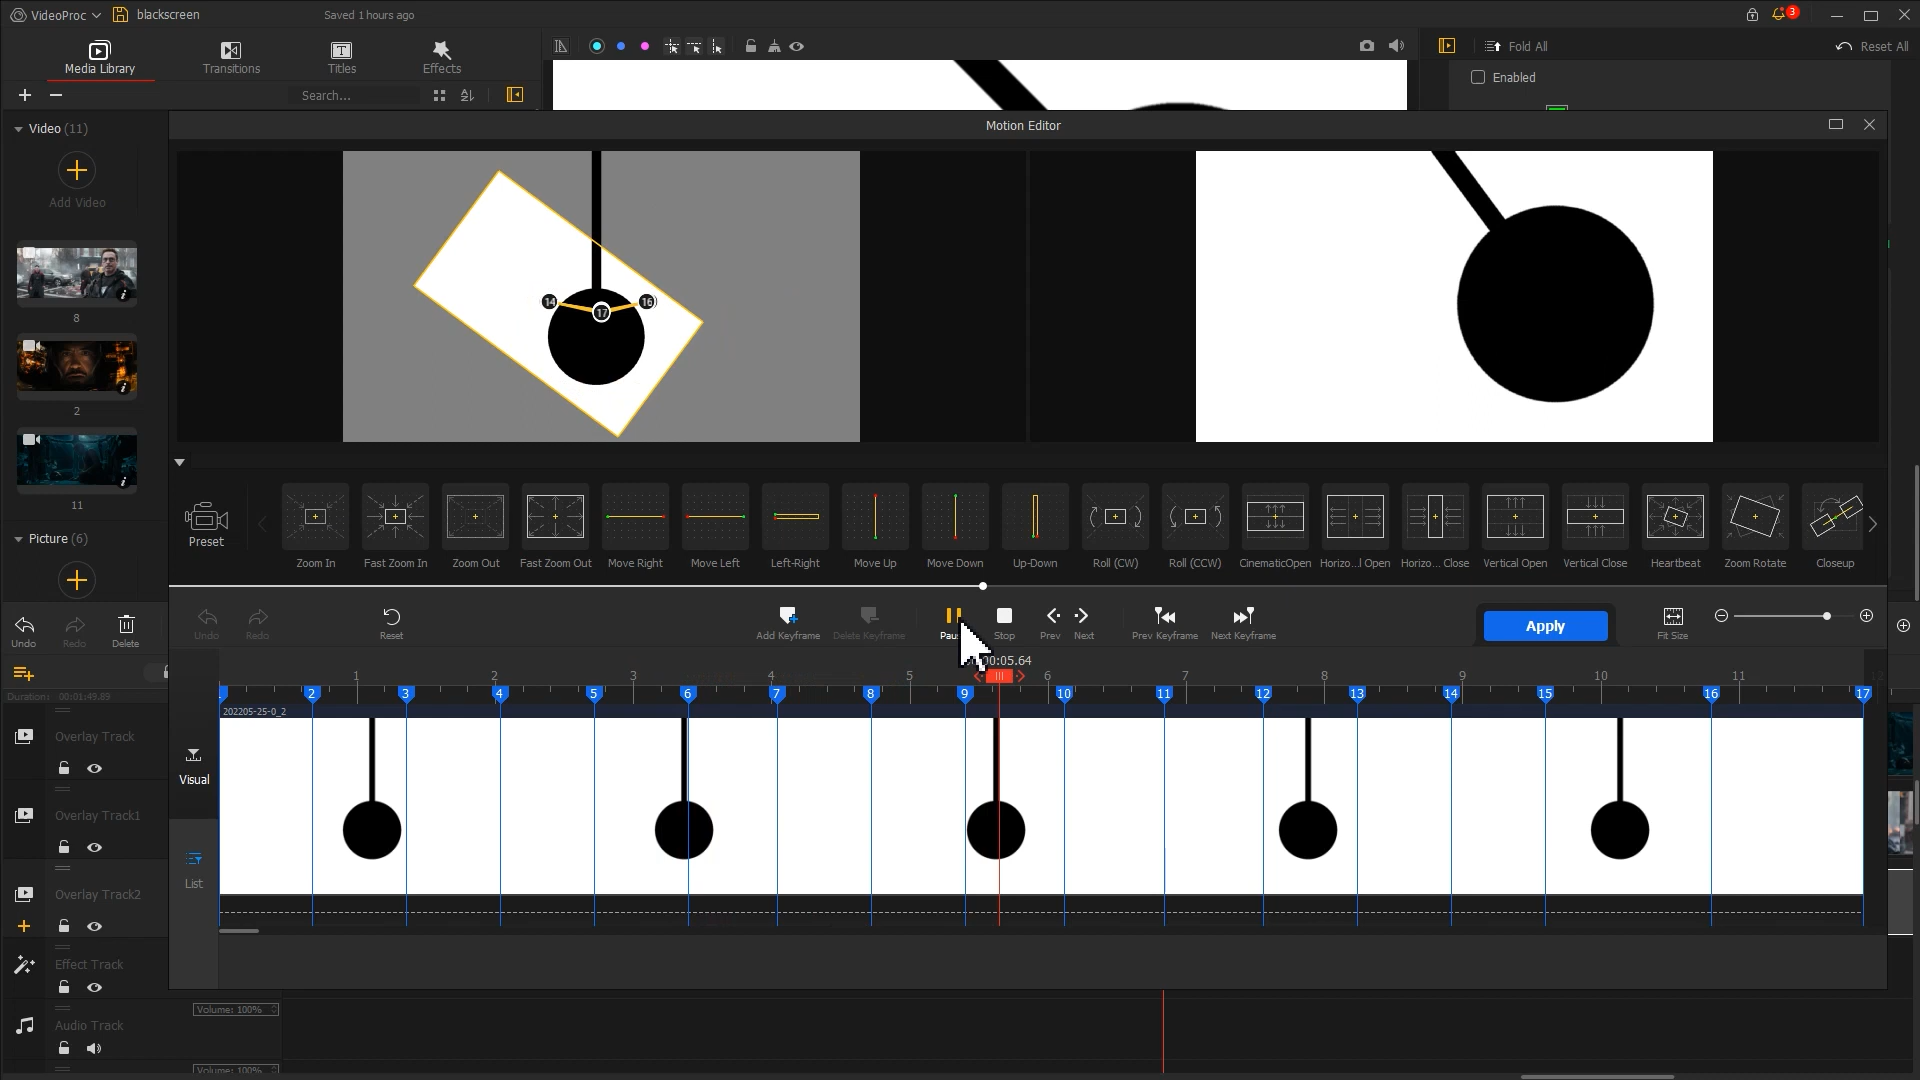 VideoProc
blackscreen
Saved 1 hours ago
3
Media Library
Transitions
Titles
Effects
Fold All
Reset All
Search...
Enabled
Video (11)
Motion Editor
Add Video
8
2
11
Picture (6)
14
17
16
Preset
Zoom In
Fast Zoom In
Zoom Out
Fast Zoom Out
Move Right
Move Left
Left-Right
Move Up
Move Down
Up-Down
Roll (CW)
Roll (CCW)
CinematicOpen
Horizo...l Open
Horizo... Close
Vertical Open
Vertical Close
Heartbeat
Zoom Rotate
Closeup
Undo
Redo
Delete
Undo
Redo
Reset
Add Keyframe
Delete Keyframe
Stop
Prev
Next
Prev Keyframe
Next Keyframe
Apply
Fit Size
Duration: 00:01:49.89
1 2 3 4 5 6 7 8 9 10 11
2 3 4 5 6 7 8 9 10 11 12 13 14 15 16 17
202205-25-0_2
Visual
List
Overlay Track
Overlay Track1
Overlay Track2
Effect Track
Volume: 100%
Audio Track
Volume: 100%